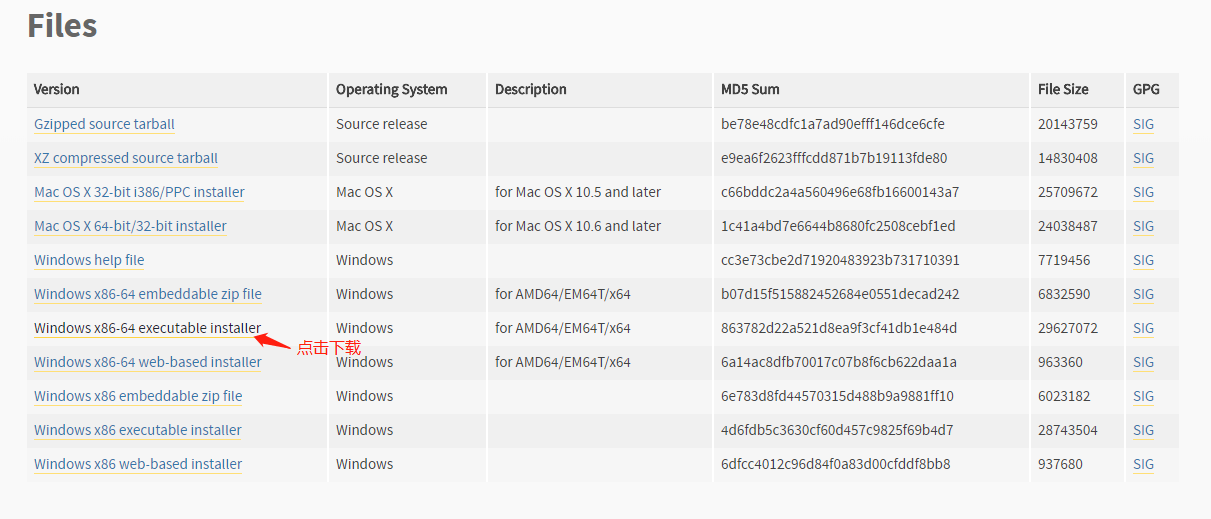 Files
Version Operating System Description MD5 Sum File Size GPG
Gzipped source tarball Source release be78e48cdfc1a7ad90efff146dce6cfe 20143759 SIG
XZ compressed source tarball Source release e9ea6f2623fffcdd871b7b19113fde80 14830408 SIG
Mac OS X 32-bit i386/PPC installer Mac OS X for Mac OS X 10.5 and later c66bddc2a4a560496e68fb16600143a7 25709672 SIG
Mac OS X 64-bit/32-bit installer Mac OS X for Mac OS X 10.6 and later 1c41a4bd7e6644b8680fc2508cebf1ed 24038487 SIG
Windows help file Windows cc3e73cbe2d71920483923b731710391 7719456 SIG
Windows x86-64 embeddable zip file Windows for AMD64/EM64T/x64 b07d15f515882452684e0551decad242 6832590 SIG
Windows x86-64 executable installer Windows for AMD64/EM64T/x64 863782d22a521d8ea9f3cf41db1e484d 29627072 SIG
点击下载
Windows x86-64 web-based installer Windows for AMD64/EM64T/x64 6a14ac8dfb70017c07b8f6cb622daa1a 963360 SIG
Windows x86 embeddable zip file Windows 6e783d8fd44570315d488b9a9881ff10 6023182 SIG
Windows x86 executable installer Windows 4d6fdb5c3630cf60d457c9825f69b4d7 28743504 SIG
Windows x86 web-based installer Windows 6dfcc4012c96d84f0a83d00cfddf8bb8 937680 SIG